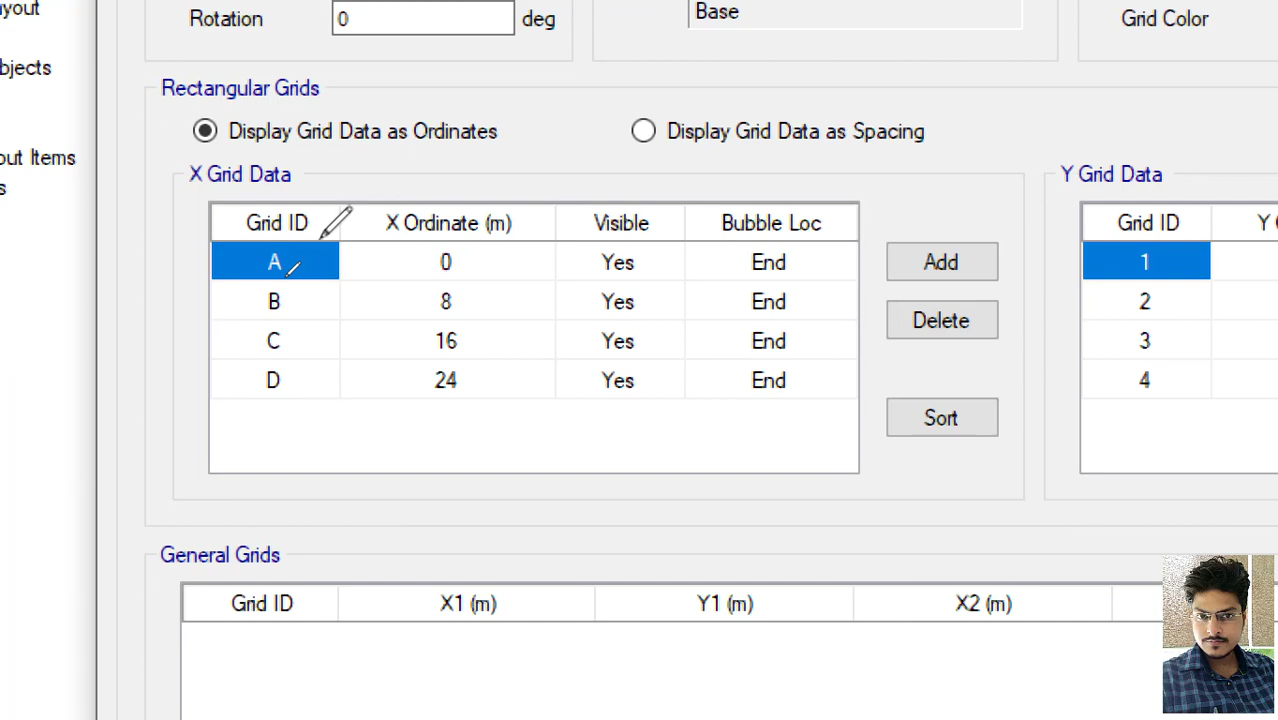 ayout
Rotation 0 deg Base Grid Color
bjects
Rectangular Grids
Display Grid Data as Ordinates Display Grid Data as Spacing
out Items
s
X Grid Data Y Grid Data
Grid ID X Ordinate (m) Visible Bubble Loc Grid ID Y
A 0 Yes End Add 1
B 8 Yes End 2
Delete
C 16 Yes End 3
D 24 Yes End 4
Sort
General Grids
Grid ID X1 (m) Y1 (m) X2 (m)